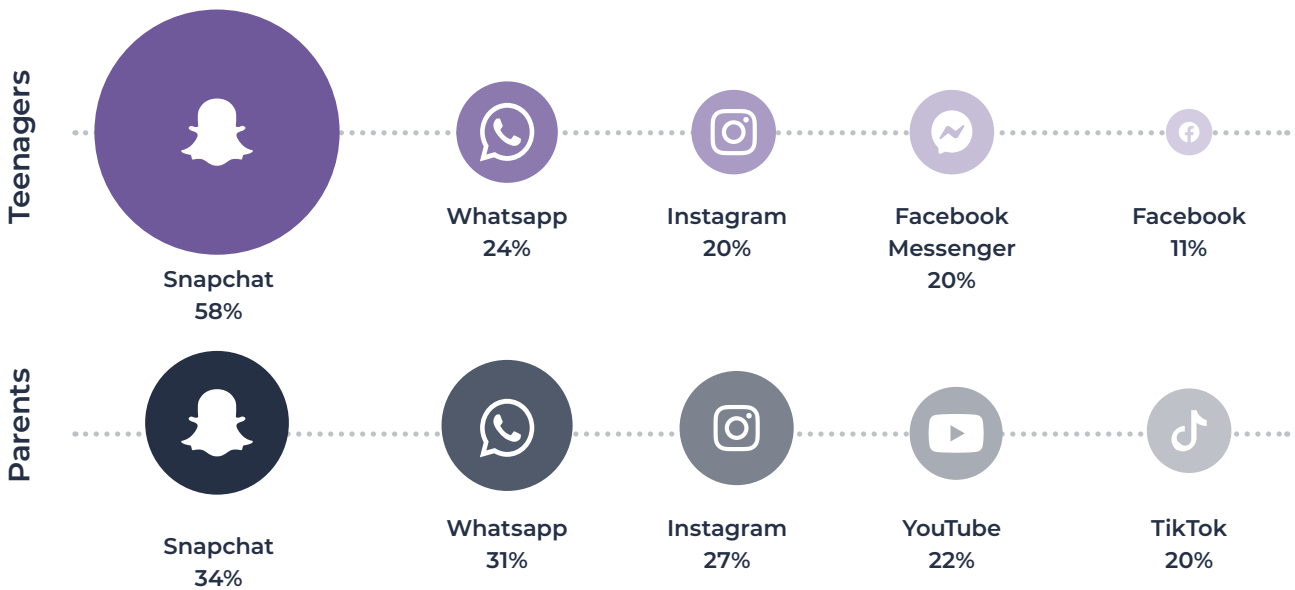 Teenagers
Snapchat
58%
Whatsapp
24%
Instagram
20%
Facebook
Messenger
20%
Facebook
11%
Parents
Snapchat
34%
Whatsapp
31%
Instagram
27%
YouTube
22%
TikTok
20%